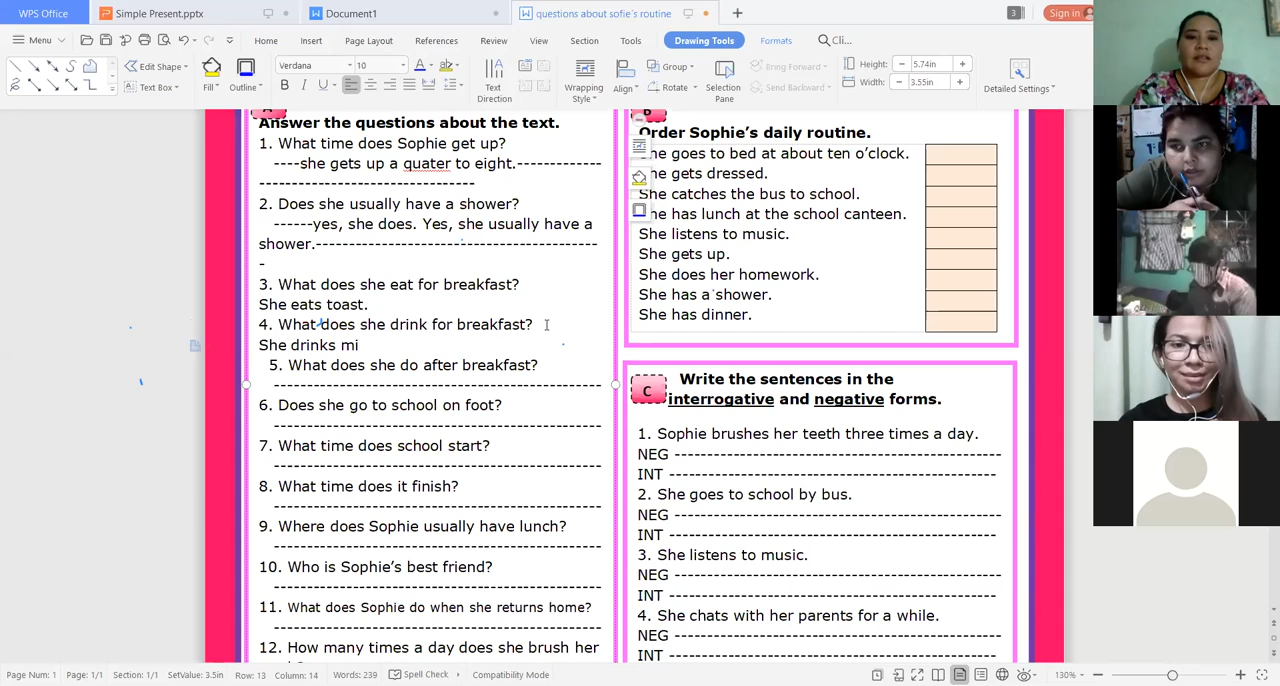 WPS Office
Simple Present.pptx
Document1
questions about sofie's routine
3
Sign in
Menu
Home
Insert
Page Layout
References
Review
View
Section
Tools
Drawing Tools
Formats
Cli...
Edit Shape
Text Box
Fill
Outline
Verdana
10
B I U
Text Direction
Wrapping Style
Align
Group
Rotate
Selection Pane
Bring Forward
Send Backward
Height: 5.74in
Width: 3.55in
Detailed Settings
Answer the questions about the text.
1. What time does Sophie get up?
----she gets up a quater to eight.-------------
---------------------------------
2. Does she usually have a shower?
------yes, she does. Yes, she usually have a
shower.-------------------------------------------
-
3. What does she eat for breakfast?
She eats toast.
4. What does she drink for breakfast?
She drinks mi
5. What does she do after breakfast?
--------------------------------------------------
6. Does she go to school on foot?
--------------------------------------------------
7. What time does school start?
--------------------------------------------------
8. What time does it finish?
--------------------------------------------------
9. Where does Sophie usually have lunch?
--------------------------------------------------
10. Who is Sophie's best friend?
--------------------------------------------------
11. What does Sophie do when she returns home?
--------------------------------------------------
12. How many times a day does she brush her
Order Sophie's daily routine.
She goes to bed at about ten o'clock.
She gets dressed.
She catches the bus to school.
She has lunch at the school canteen.
She listens to music.
She gets up.
She does her homework.
She has a shower.
She has dinner.
C
Write the sentences in the
interrogative and negative forms.
1. Sophie brushes her teeth three times a day.
NEG --------------------------------------------------
INT --------------------------------------------------
2. She goes to school by bus.
NEG --------------------------------------------------
INT --------------------------------------------------
3. She listens to music.
NEG --------------------------------------------------
INT --------------------------------------------------
4. She chats with her parents for a while.
NEG --------------------------------------------------
INT --------------------------------------------------
Page Num: 1
Page: 1/1
Section: 1/1
SetValue: 3.5in
Row: 13
Column: 14
Words: 239
Spell Check
Compatibility Mode
130%